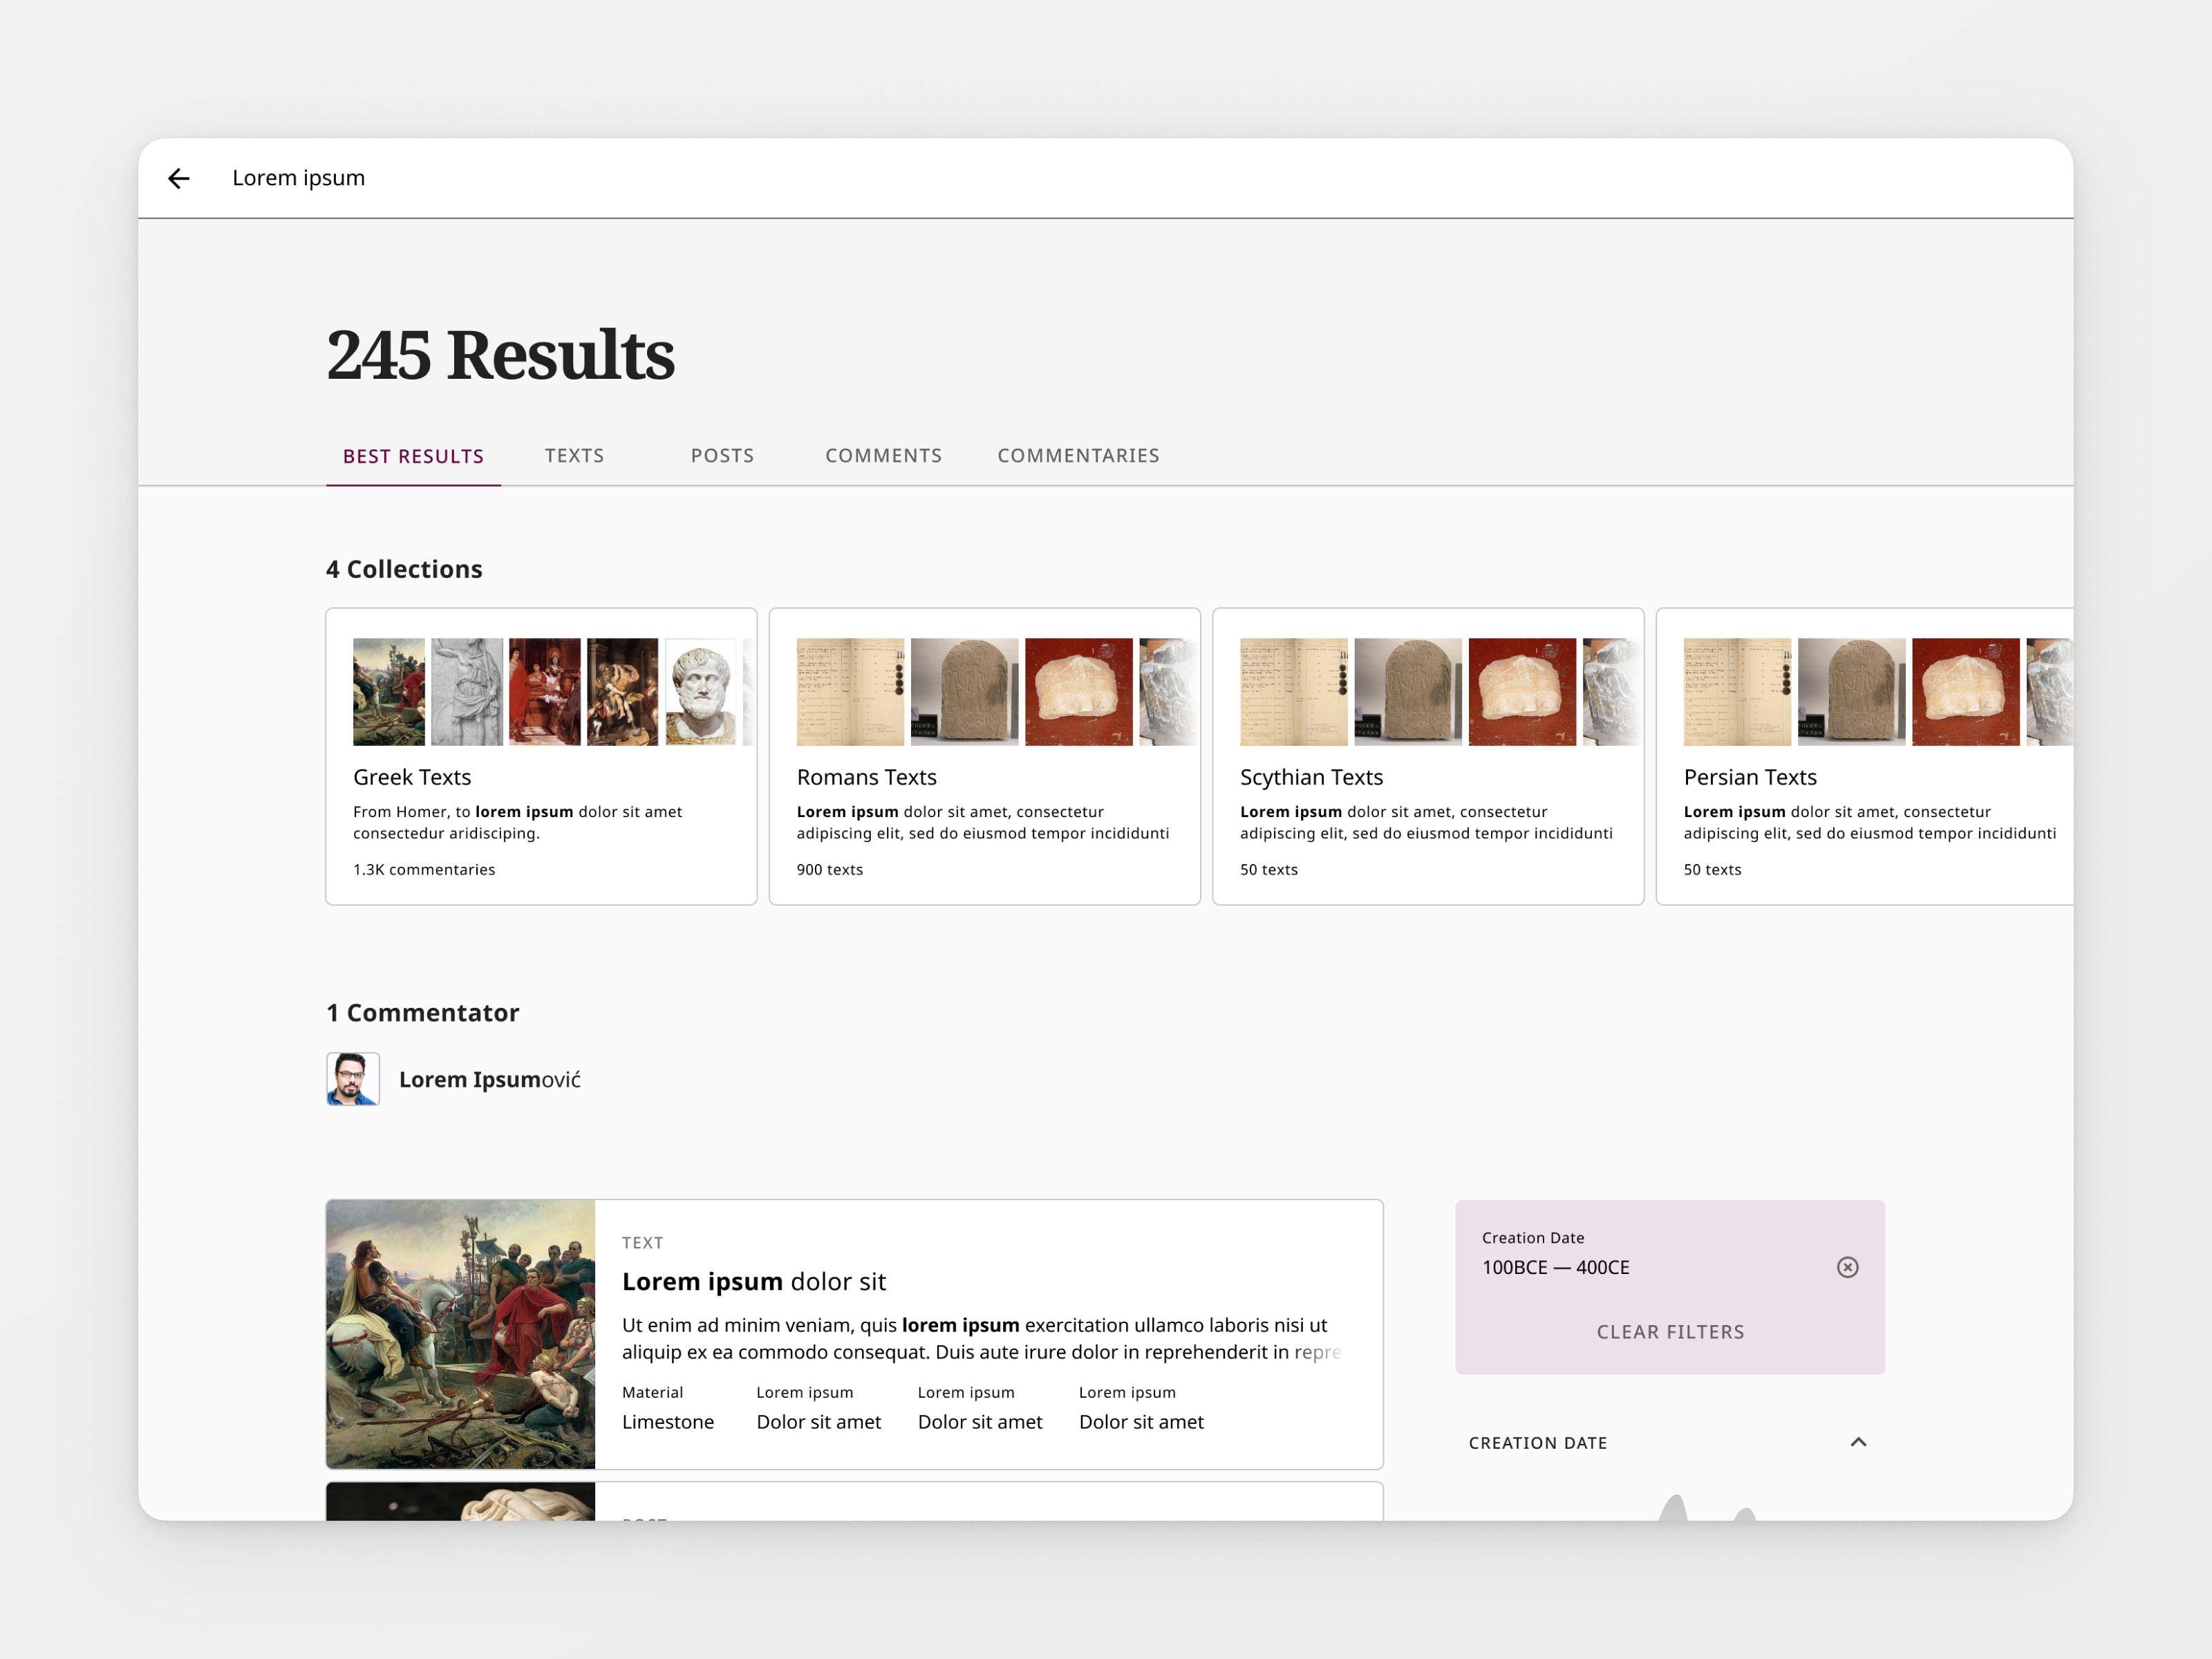 Lorem ipsum
245 Results
BEST RESULTS
TEXTS
POSTS
COMMENTS
COMMENTARIES
4 Collections
Greek Texts
From Homer, to lorem ipsum dolor sit amet
consectedur aridisciping.
1.3K commentaries
Romans Texts
Lorem ipsum dolor sit amet, consectetur
adipiscing elit, sed do eiusmod tempor incididunti
900 texts
Scythian Texts
Lorem ipsum dolor sit amet, consectetur
adipiscing elit, sed do eiusmod tempor incididunti
50 texts
Persian Texts
Lorem ipsum dolor sit amet, consectetur
adipiscing elit, sed do eiusmod tempor incididunti
50 texts
1 Commentator
Lorem Ipsumović
TEXT
Lorem ipsum dolor sit
Ut enim ad minim veniam, quis lorem ipsum exercitation ullamco laboris nisi ut
aliquip ex ea commodo consequat. Duis aute irure dolor in reprehenderit in repre
Material
Limestone
Lorem ipsum
Dolor sit amet
Lorem ipsum
Dolor sit amet
Lorem ipsum
Dolor sit amet
Creation Date
100BCE — 400CE
CLEAR FILTERS
CREATION DATE